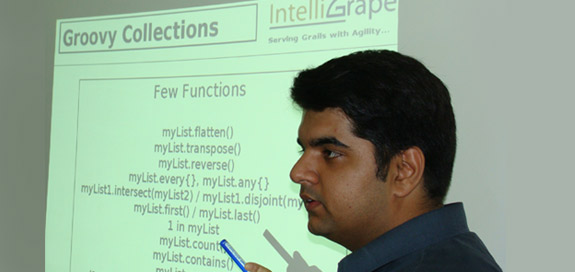 Groovy Collections
IntelliGrape
Serving Grails with Agility...
Few Functions
myList.flatten()
myList.transpose()
myList.reverse()
myList.every{}, myList.any{}
myList1.intersect(myList2) / myList1.disjoint(my
myList.first() / myList.last()
1 in myList
myList.count
myList.contains()